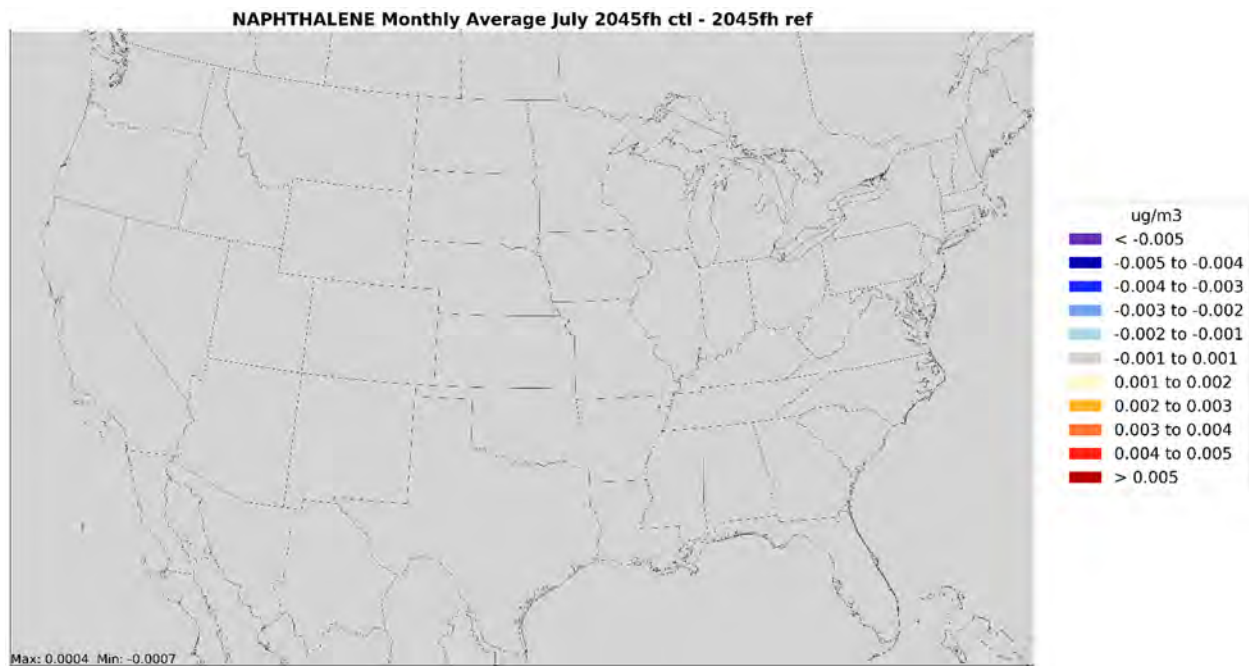 NAPHTHALENE Monthly Average July 2045fh ctl - 2045fh ref
ug/m3
< -0.005
-0.005 to -0.004
-0.004 to -0.003
-0.003 to -0.002
-0.002 to -0.001
-0.001 to 0.001
0.001 to 0.002
0.002 to 0.003
0.003 to 0.004
0.004 to 0.005
> 0.005
Max: 0.0004 Min: -0.0007